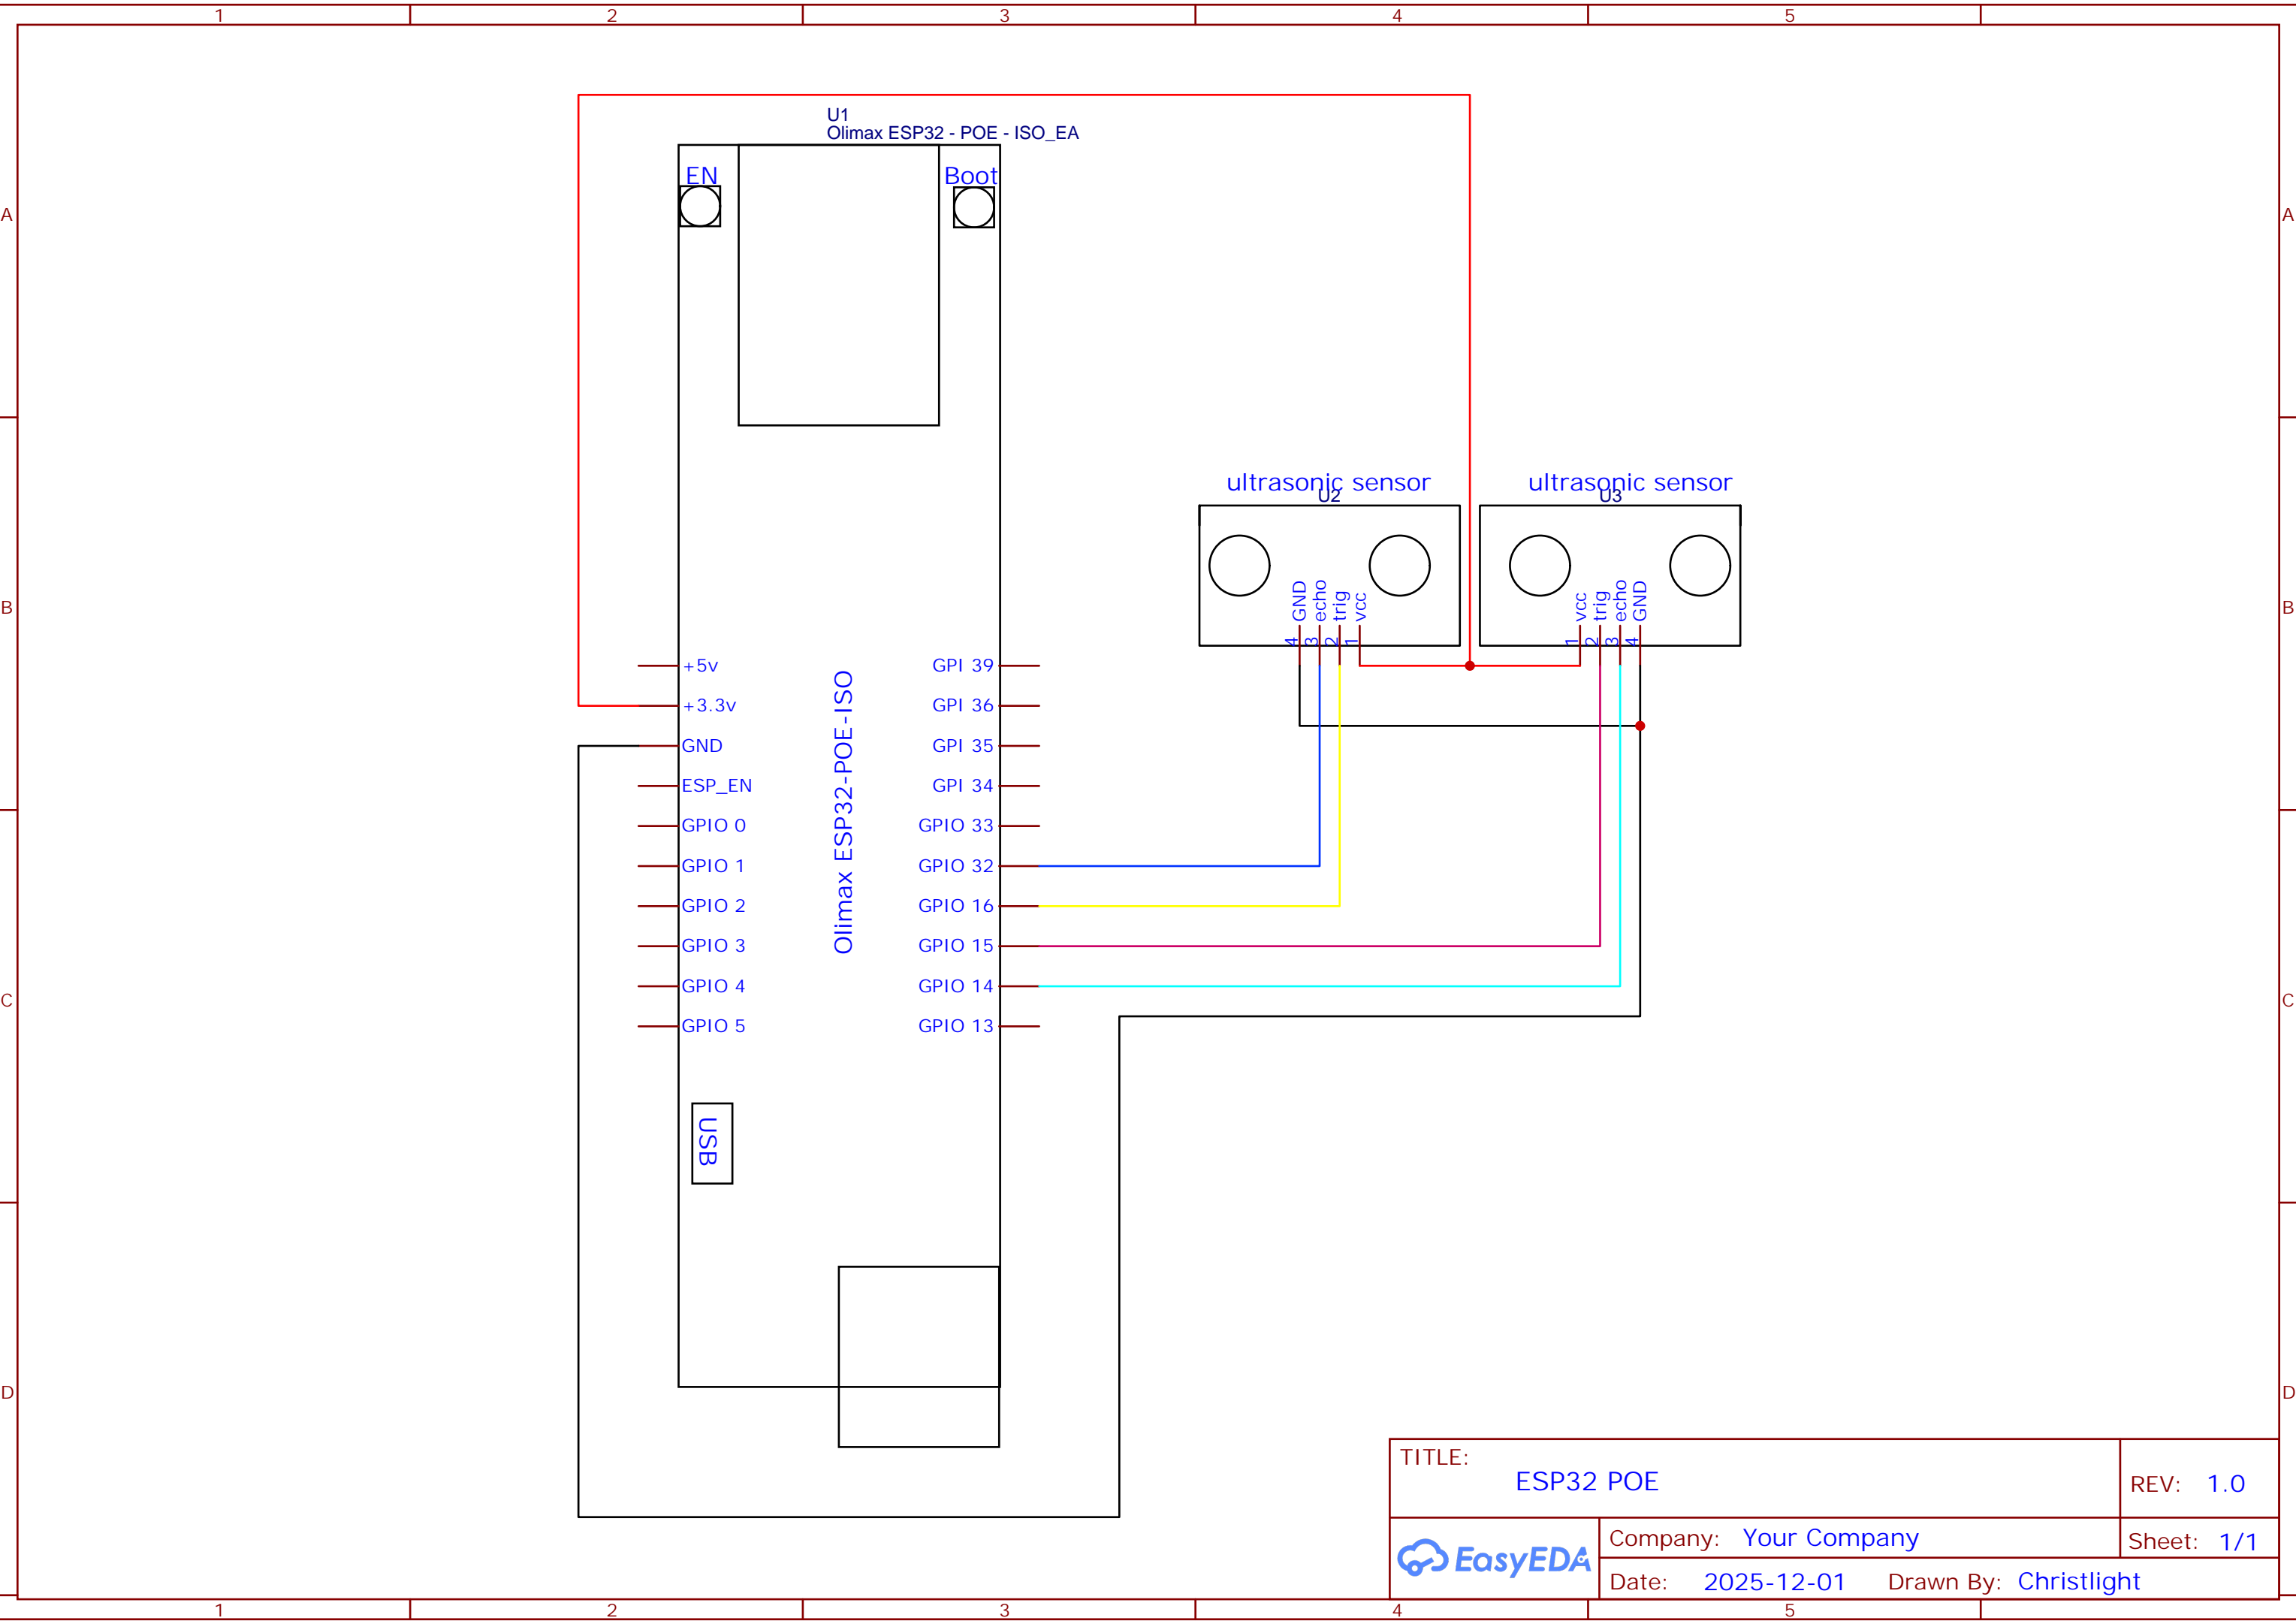 1 2 3 4 5
U1
Olimax ESP32 - POE - ISO_EA
EN Boot
A A
ultrasonic sensor ultrasonic sensor
U2 U3
GND echo trig vcc vcc trig echo GND
4 3 2 1 1 2 3 4
B B
Olimax ESP32-POE-ISO
+5v GPI 39
+3.3v GPI 36
GND GPI 35
ESP_EN GPI 34
GPIO 0 GPIO 33
GPIO 1 GPIO 32
GPIO 2 GPIO 16
GPIO 3 GPIO 15
GPIO 4 GPIO 14
GPIO 5 GPIO 13
C C
USB
D D
TITLE:
ESP32 POE
REV: 1.0
EasyEDA
Company: Your Company
Sheet: 1/1
Date: 2025-12-01 Drawn By: Christlight
1 2 3 4 5